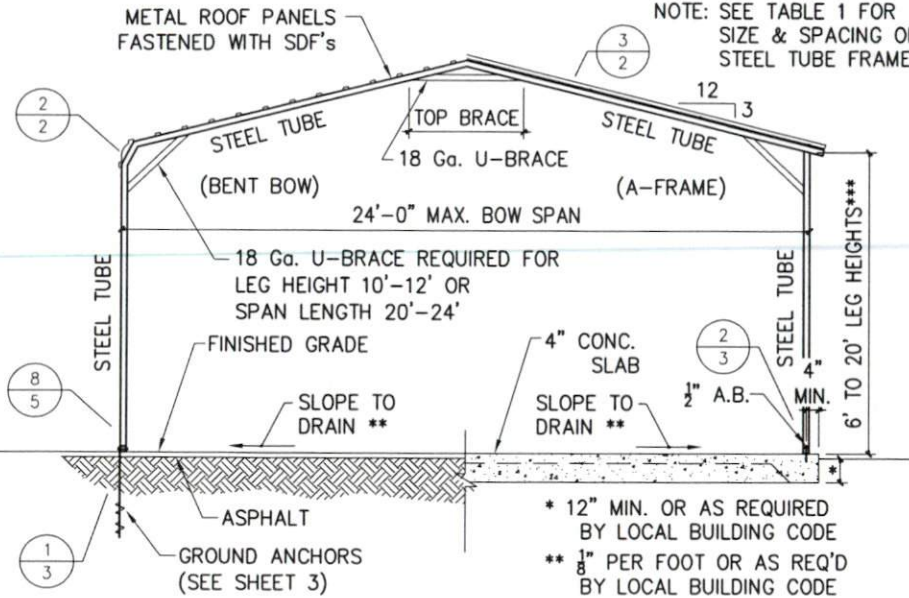 METAL ROOF PANELS
FASTENED WITH SDF's
NOTE: SEE TABLE 1 FOR
SIZE & SPACING O
STEEL TUBE FRAME
3
2
12
3
2
2
STEEL TUBE
TOP BRACE
STEEL TUBE
18 Ga. U-BRACE
(BENT BOW)
(A-FRAME)
24'-0" MAX. BOW SPAN
18 Ga. U-BRACE REQUIRED FOR
LEG HEIGHT 10'-12' OR
SPAN LENGTH 20'-24'
STEEL TUBE
STEEL TUBE
6' TO 20' LEG HEIGHTS***
FINISHED GRADE
4" CONC.
SLAB
2
3
4"
MIN.
1/2" A.B.
8
5
SLOPE TO
DRAIN **
SLOPE TO
DRAIN **
*
ASPHALT
GROUND ANCHORS
(SEE SHEET 3)
1
3
* 12" MIN. OR AS REQUIRED
BY LOCAL BUILDING CODE
** 1/8" PER FOOT OR AS REQ'D
BY LOCAL BUILDING CODE